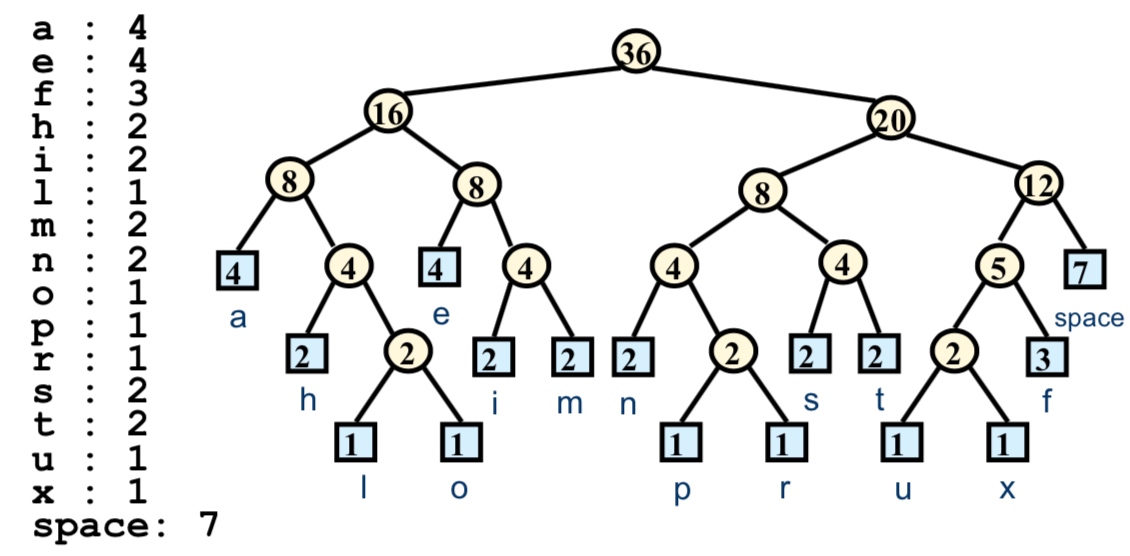 a : 4
e : 4
f : 3
h : 2
i : 2
l : 1
m : 2
n : 2
o : 1
p : 1
r : 1
s : 2
t : 2
u : 1
x : 1
space: 7
36
16 20
8 8 8 12
4 4 4 4 4 4 5 7
a e space
2 2 2 2 2 2 2 2 2 3
h i m n s t f
1 1 1 1 1 1
l o p r u x